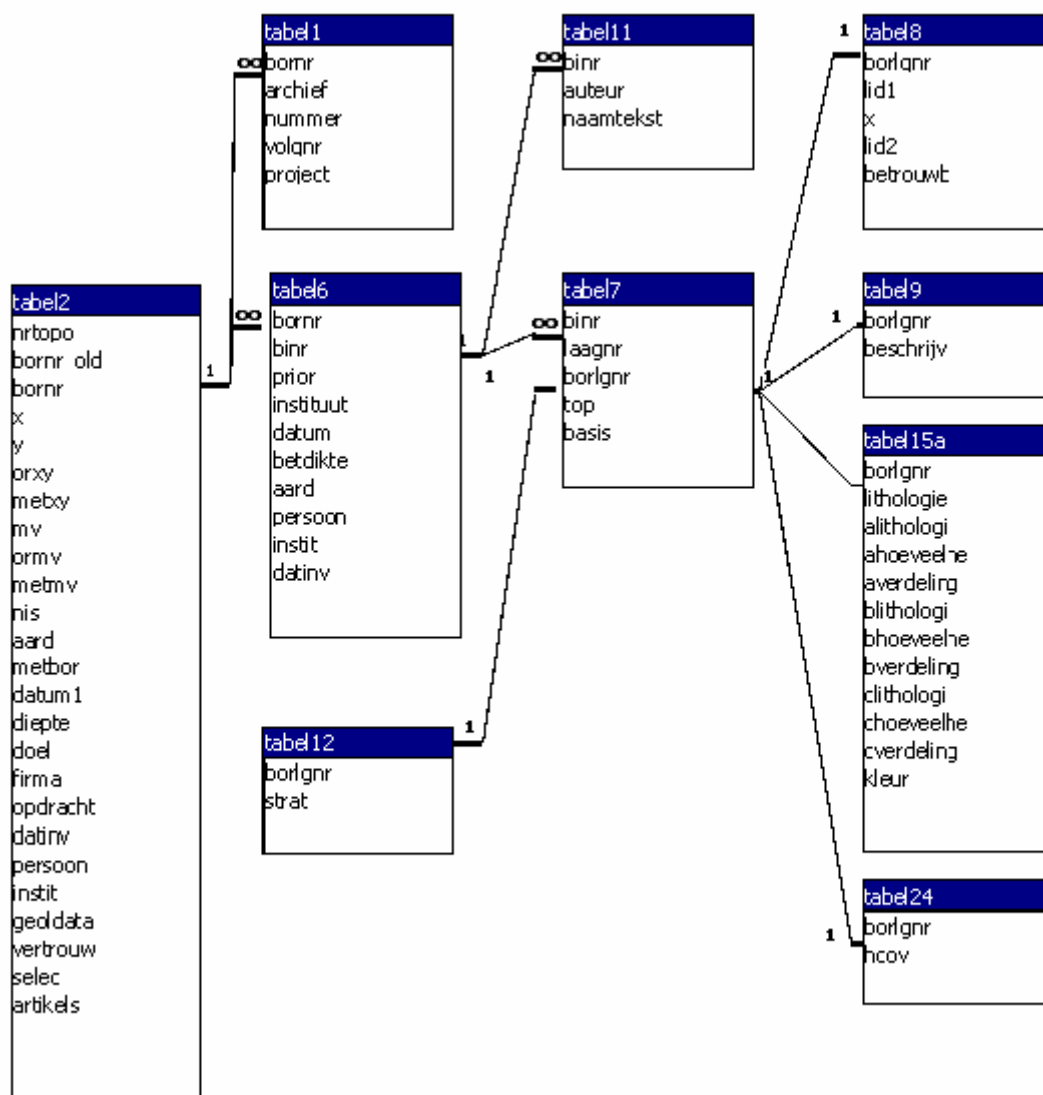 tabel1
bornr
archief
nummer
volgnr
project
tabel11
binr
auteur
naamtekst
tabel8
borlgnr
lid1
x
lid2
betrouwb
tabel2
nrtopo
bornr_old
bornr
x
y
orxy
metxy
mv
ormv
metmv
nis
aard
metbor
datum1
diepte
doel
firma
opdracht
datinv
persoon
instit
geoldata
vertrouw
selec
artikels
tabel6
bornr
binr
prior
instituut
datum
betdikte
aard
persoon
instit
datinv
tabel7
binr
laagnr
borlgnr
top
basis
tabel9
borlgnr
beschrijv
tabel15a
borlgnr
lithologie
alithologi
ahoeveelhe
averdeling
blithologi
bhoeveelhe
bverdeling
clithologi
choeveelhe
cverdeling
kleur
tabel12
borlgnr
strat
tabel24
borlgnr
hcov
1
∞
∞
1
1
∞
∞
1
1
1
1
1